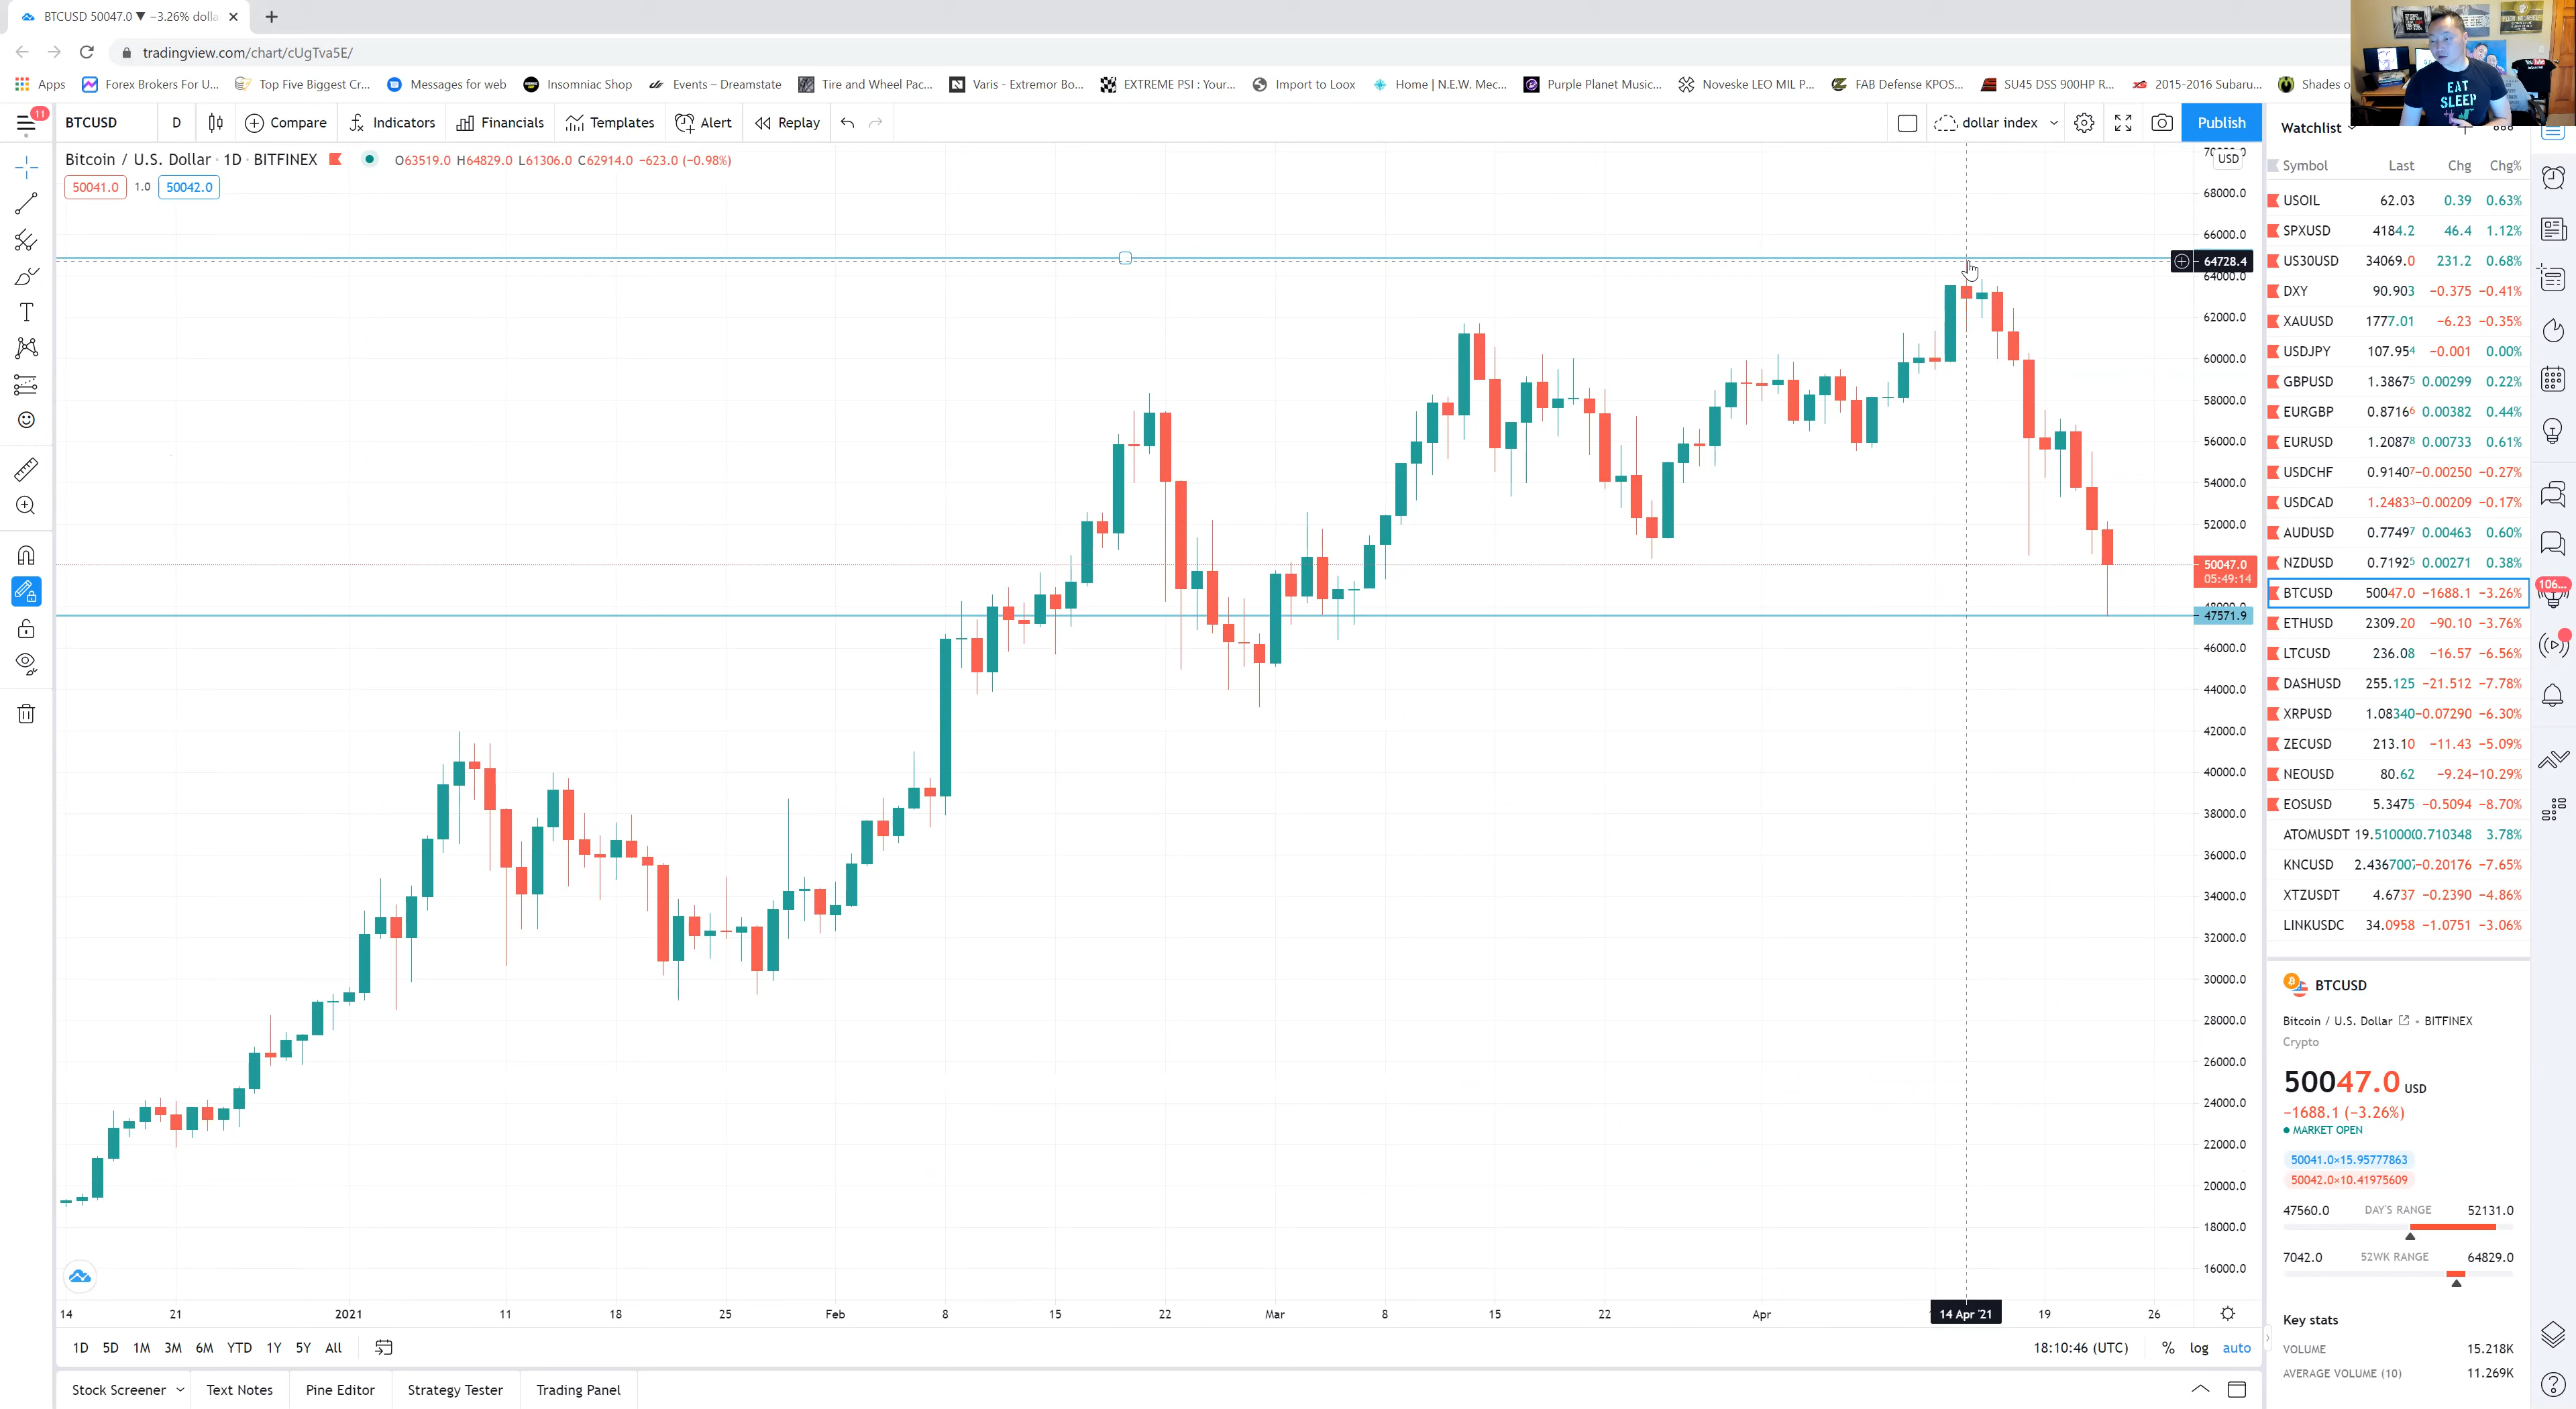 BTCUSD 50047.0 ▼ −3.26% dolla
tradingview.com/chart/cUgTva5E/
Apps Forex Brokers For U... Top Five Biggest Cr... Messages for web Insomniac Shop Events – Dreamstate Tire and Wheel Pac... Varis - Extremor Bo... EXTREME PSI : Your... Import to Loox Home | N.E.W. Mec... Purple Planet Music... Noveske LEO MIL P... FAB Defense KPOS... SU45 DSS 900HP R... 2015-2016 Subaru... Shades o
EAT
SLEEP
11
BTCUSD D Compare Indicators Financials Templates Alert Replay dollar index Publish
Bitcoin / U.S. Dollar · 1D · BITFINEX O63519.0 H64829.0 L61306.0 C62914.0 −623.0 (−0.98%)
50041.0 1.0 50042.0
USD
68000.0
66000.0
64728.4
64000.0
62000.0
60000.0
58000.0
56000.0
54000.0
52000.0
50047.0
05:49:14
48000.0
47571.9
46000.0
44000.0
42000.0
40000.0
38000.0
36000.0
34000.0
32000.0
30000.0
28000.0
26000.0
24000.0
22000.0
20000.0
18000.0
16000.0
14 21 2021 11 18 25 Feb 8 15 22 Mar 8 15 22 Apr 14 Apr '21 19 26
1D 5D 1M 3M 6M YTD 1Y 5Y All 18:10:46 (UTC) % log auto
Stock Screener Text Notes Pine Editor Strategy Tester Trading Panel
Watchlist
Symbol Last Chg Chg%
USOIL 62.03 0.39 0.63%
SPXUSD 4184.2 46.4 1.12%
US30USD 34069.0 231.2 0.68%
DXY 90.903 −0.375 −0.41%
XAUUSD 1777.01 −6.23 −0.35%
USDJPY 107.954 −0.001 0.00%
GBPUSD 1.38675 0.00299 0.22%
EURGBP 0.87166 0.00382 0.44%
EURUSD 1.20878 0.00733 0.61%
USDCHF 0.91407 −0.00250 −0.27%
USDCAD 1.24833 −0.00209 −0.17%
AUDUSD 0.77497 0.00463 0.60%
NZDUSD 0.71925 0.00271 0.38%
BTCUSD 50047.0 −1688.1 −3.26%
ETHUSD 2309.20 −90.10 −3.76%
LTCUSD 236.08 −16.57 −6.56%
DASHUSD 255.125 −21.512 −7.78%
XRPUSD 1.08340 −0.07290 −6.30%
ZECUSD 213.10 −11.43 −5.09%
NEOUSD 80.62 −9.24 −10.29%
EOSUSD 5.3475 −0.5094 −8.70%
ATOMUSDT 19.510000 0.710348 3.78%
KNCUSD 2.4367007 −0.20176 −7.65%
XTZUSDT 4.6737 −0.2390 −4.86%
LINKUSDC 34.0958 −1.0751 −3.06%
106...
BTCUSD
Bitcoin / U.S. Dollar • BITFINEX
Crypto
50047.0 USD
−1688.1 (−3.26%)
MARKET OPEN
50041.0×15.95777863
50042.0×10.41975609
47560.0 DAY'S RANGE 52131.0
7042.0 52WK RANGE 64829.0
Key stats
VOLUME 15.218K
AVERAGE VOLUME (10) 11.269K